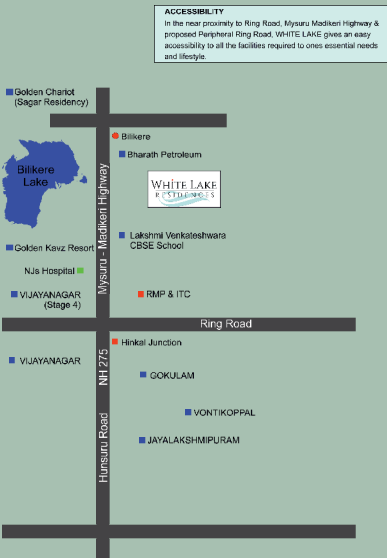 ACCESSIBILITY
In the near proximity to Ring Road, Mysuru Madikeri Highway &
proposed Peripheral Ring Road, WHITE LAKE gives an easy
accessibility to all the facilities required to ones essential needs
and lifestyle.
Golden Chariot
(Sagar Residency)
Bilikere
Bharath Petroleum
Bilikere
Lake
WHITE LAKE
RESIDENCES
Mysuru - Madikeri Highway
Lakshmi Venkateshwara
CBSE School
Golden Kavz Resort
NJs Hospital
VIJAYANAGAR
(Stage 4)
RMP & ITC
Ring Road
Hinkal Junction
VIJAYANAGAR
NH 275
GOKULAM
VONTIKOPPAL
Hunsuru Road
JAYALAKSHMIPURAM